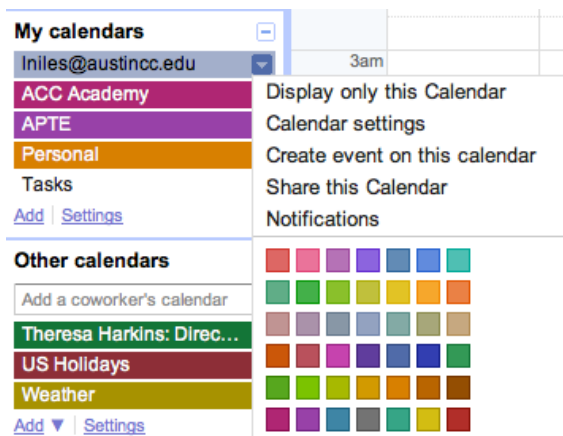 My calendars
lniles@austincc.edu
ACC Academy
APTE
Personal
Tasks
Add Settings
Other calendars
Add a coworker's calendar
Theresa Harkins: Direc...
US Holidays
Weather
Add ▼ Settings
3am
Display only this Calendar
Calendar settings
Create event on this calendar
Share this Calendar
Notifications